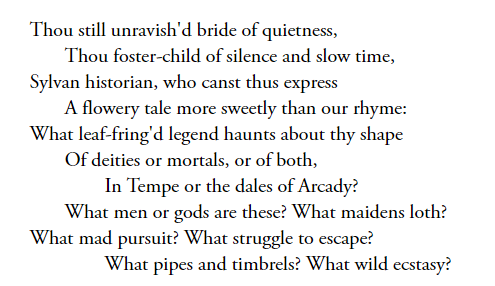 Thou still unravish'd bride of quietness,
Thou foster-child of silence and slow time,
Sylvan historian, who canst thus express
A flowery tale more sweetly than our rhyme:
What leaf-fring'd legend haunts about thy shape
Of deities or mortals, or of both,
In Tempe or the dales of Arcady?
What men or gods are these? What maidens loth?
What mad pursuit? What struggle to escape?
What pipes and timbrels? What wild ecstasy?